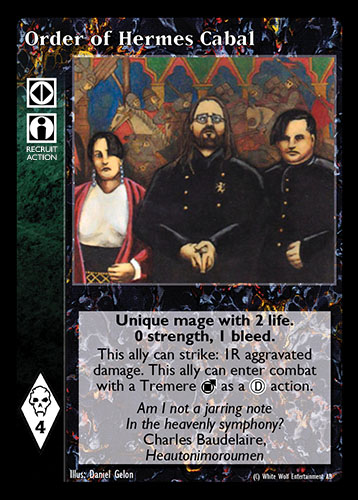 Order of Hermes Cabal
RECRUIT
ACTION
Unique mage with 2 life.
0 strength, 1 bleed.
This ally can strike: 1R aggravated
damage. This ally can enter combat
with a Tremere as a D action.
Am I not a jarring note
In the heavenly symphony?
Charles Baudelaire,
Heautonimoroumen
4
Illus: Daniel Gelon
(C) White Wolf Entertainment AB